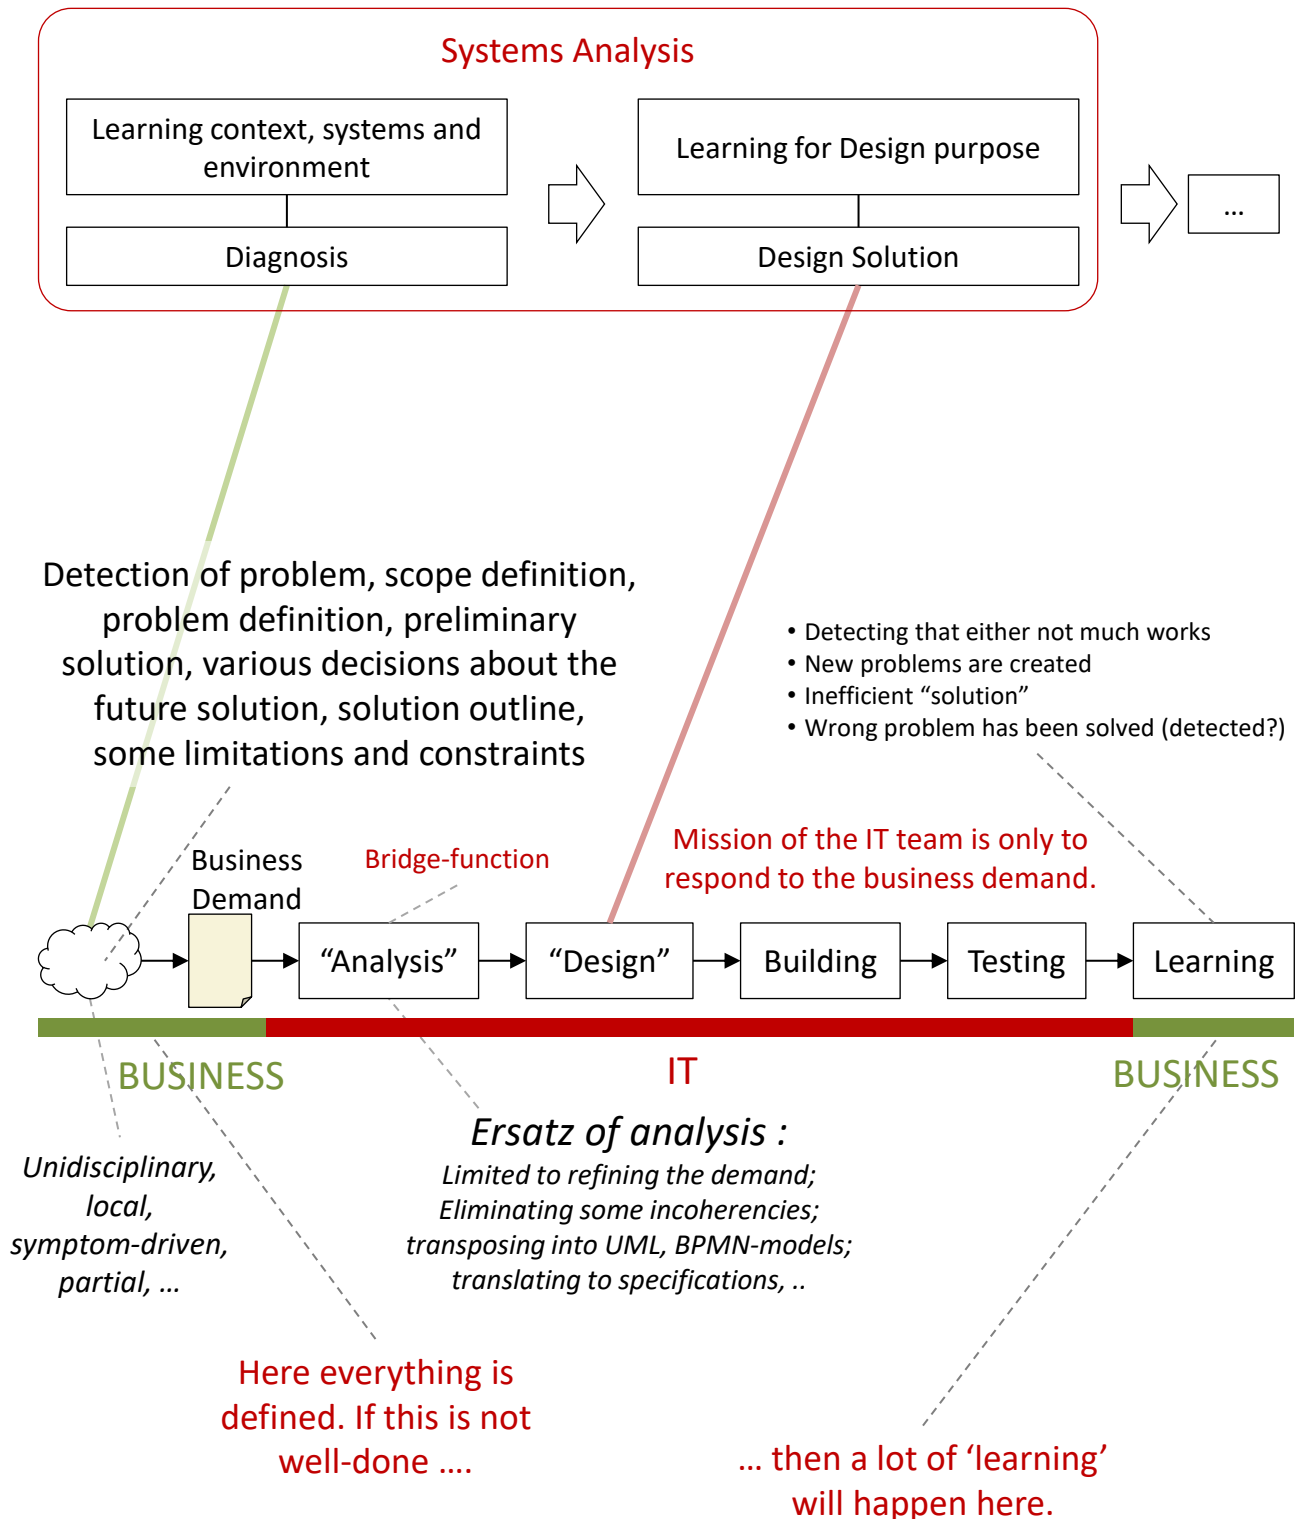 Systems Analysis
Learning context, systems and
environment
Diagnosis
Learning for Design purpose
Design Solution
...
Detection of problem, scope definition,
problem definition, preliminary
solution, various decisions about the
future solution, solution outline,
some limitations and constraints
• Detecting that either not much works
• New problems are created
• Inefficient “solution”
• Wrong problem has been solved (detected?)
Business
Demand
Bridge-function
Mission of the IT team is only to
respond to the business demand.
“Analysis”
“Design”
Building
Testing
Learning
BUSINESS
IT
BUSINESS
Unidisciplinary,
local,
symptom-driven,
partial, ...
Ersatz of analysis :
Limited to refining the demand;
Eliminating some incoherencies;
transposing into UML, BPMN-models;
translating to specifications, ..
Here everything is
defined. If this is not
well-done ....
... then a lot of ‘learning’
will happen here.